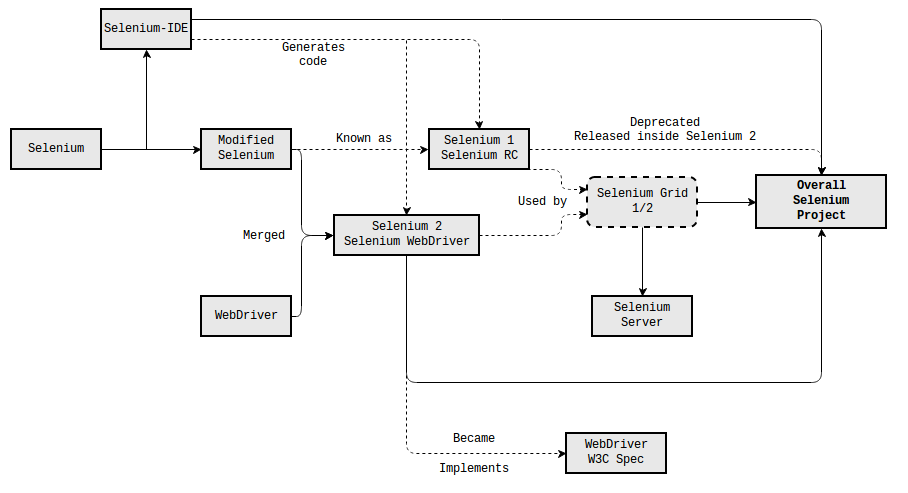 Selenium-IDE
Generates
code
Selenium
Modified
Selenium
Known as
Selenium 1
Selenium RC
Deprecated
Released inside Selenium 2
Selenium Grid
1/2
Used by
Overall
Selenium
Project
Merged
Selenium 2
Selenium WebDriver
WebDriver
Selenium
Server
Became
Implements
WebDriver
W3C Spec